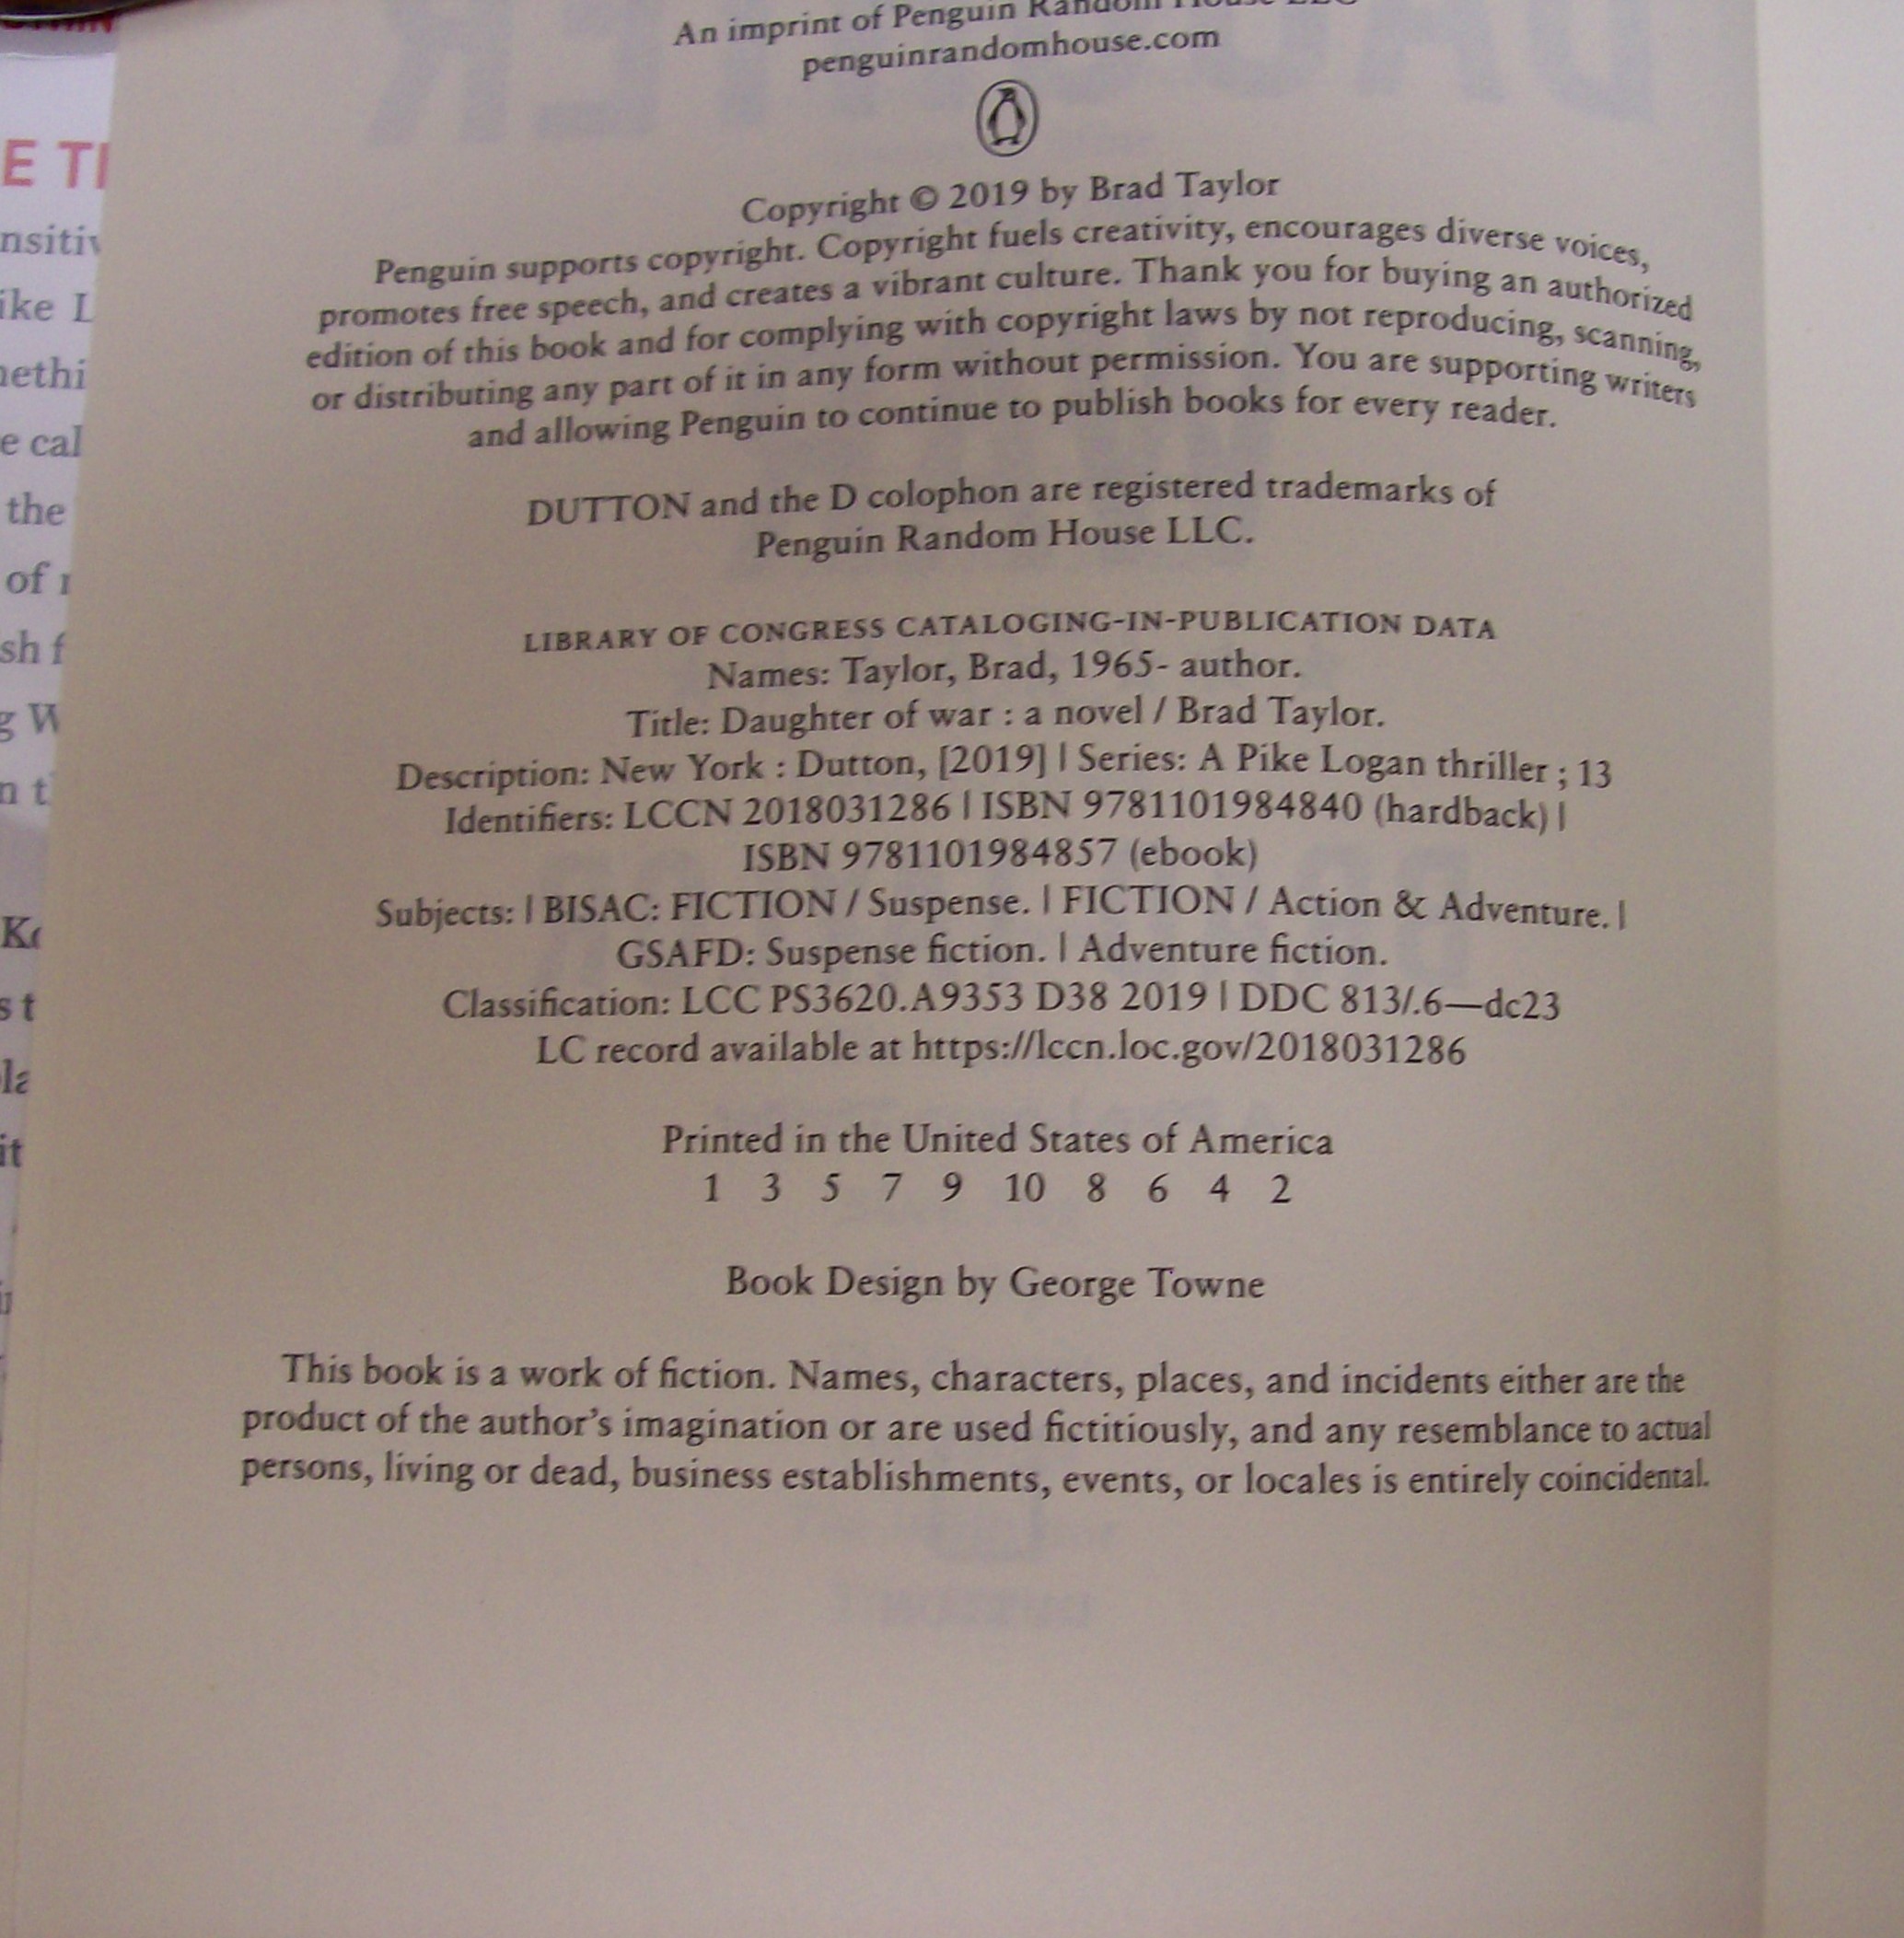 An imprint of Penguin Random House LLC
penguinrandomhouse.com
Copyright © 2019 by Brad Taylor
Penguin supports copyright. Copyright fuels creativity, encourages diverse voices,
promotes free speech, and creates a vibrant culture. Thank you for buying an authorized
edition of this book and for complying with copyright laws by not reproducing, scanning,
or distributing any part of it in any form without permission. You are supporting writers
and allowing Penguin to continue to publish books for every reader.
DUTTON and the D colophon are registered trademarks of
Penguin Random House LLC.
LIBRARY OF CONGRESS CATALOGING-IN-PUBLICATION DATA
Names: Taylor, Brad, 1965- author.
Title: Daughter of war : a novel / Brad Taylor.
Description: New York : Dutton, [2019] | Series: A Pike Logan thriller ; 13
Identifiers: LCCN 2018031286 | ISBN 9781101984840 (hardback) |
ISBN 9781101984857 (ebook)
Subjects: | BISAC: FICTION / Suspense. | FICTION / Action & Adventure. |
GSAFD: Suspense fiction. | Adventure fiction.
Classification: LCC PS3620.A9353 D38 2019 | DDC 813/.6—dc23
LC record available at https://lccn.loc.gov/2018031286
Printed in the United States of America
1 3 5 7 9 10 8 6 4 2
Book Design by George Towne
This book is a work of fiction. Names, characters, places, and incidents either are the
product of the author's imagination or are used fictitiously, and any resemblance to actual
persons, living or dead, business establishments, events, or locales is entirely coincidental.
E
the
of
it